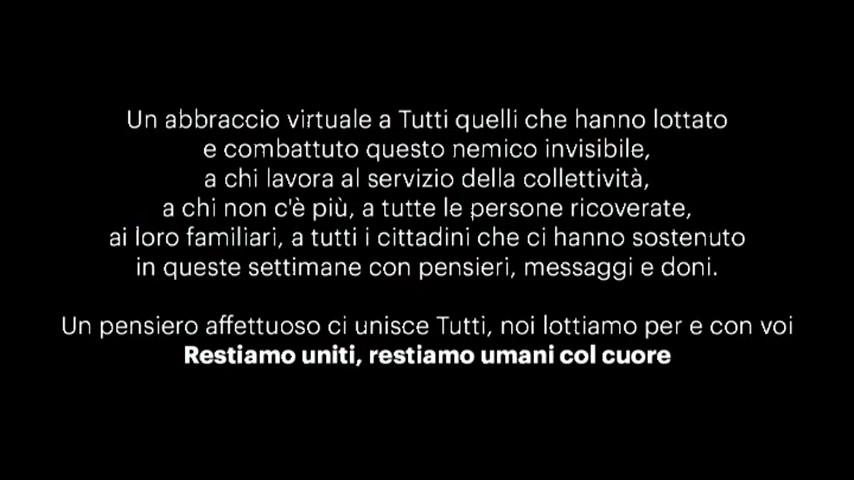 Un abbraccio virtuale a Tutti quelli che hanno lottato
e combattuto questo nemico invisibile,
a chi lavora al servizio della collettività,
a chi non c'è più, a tutte le persone ricoverate,
ai loro familiari, a tutti i cittadini che ci hanno sostenuto
in queste settimane con pensieri, messaggi e doni.
Un pensiero affettuoso ci unisce Tutti, noi lottiamo per e con voi
Restiamo uniti, restiamo umani col cuore